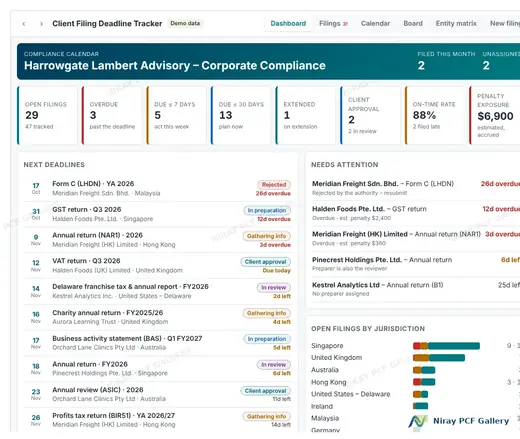 Client Filing Deadline Tracker Demo data
Dashboard Filings Calendar Board Entity matrix New filing
COMPLIANCE CALENDAR
Harrowgate Lambert Advisory – Corporate Compliance
FILED THIS MONTH
2
UNASSIGNED
2
OPEN FILINGS
29
47 tracked
OVERDUE
3
past the deadline
DUE ≤ 7 DAYS
5
act this week
DUE ≤ 30 DAYS
13
plan now
EXTENDED
1
on extension
CLIENT
APPROVAL
2
2 in review
ON-TIME RATE
88%
2 filed late
PENALTY
EXPOSURE
$6,900
estimated,
accrued
NEXT DEADLINES
17 Form C (LHDN) · YA 2026 Rejected
Oct Meridian Freight Sdn. Bhd. · Malaysia 26d overdue
31 GST return · Q3 2026 In preparation
Oct Halden Foods Pte. Ltd. · Singapore 12d overdue
9 Annual return (NAR1) · 2026 Gathering info
Nov Meridian Freight (HK) Limited · Hong Kong 3d overdue
12 VAT return · Q3 2026 Client approval
Nov Halden Foods (UK) Limited · United Kingdom Due today
14 Delaware franchise tax & annual report · FY2026 In review
Nov Kestrel Analytics Inc. · United States – Delaware 2d left
16 Charity annual return · FY2025/26 Gathering info
Nov Aurora Learning Trust · United Kingdom 4d left
17 Business activity statement (BAS) · Q1 FY2027 In preparation
Nov Orchard Lane Clinics Pty Ltd · Australia 5d left
18 Annual return · FY2026 In review
Nov Pinecrest Holdings Pte. Ltd. · Singapore 6d left
23 Annual review (ASIC) · 2026 Client approval
Nov Orchard Lane Clinics Pty Ltd · Australia 11d left
26 Profits tax return (BIR51) · YA 2026/27 Gathering info
Nov Meridian Freight (HK) Limited · Hong Kong 14d left
NEEDS ATTENTION
Meridian Freight Sdn. Bhd. – Form C (LHDN) 26d overdue
Rejected by the authority – resubmit
Halden Foods Pte. Ltd. – GST return 12d overdue
Overdue · est. penalty $2,400
Meridian Freight (HK) Limited – Annual return (NAR1) 3d overdue
Overdue · est. penalty $360
Pinecrest Holdings Pte. Ltd. – Annual return 6d left
Preparer is also the reviewer
Kestrel Analytics Ltd – Annual return (B1) 25d left
No preparer assigned
OPEN FILINGS BY JURISDICTION
Singapore 9
United Kingdom
Australia
Hong Kong 3
United States – Delaware
Ireland
Malaysia
Germany
Niray PCF Gallery